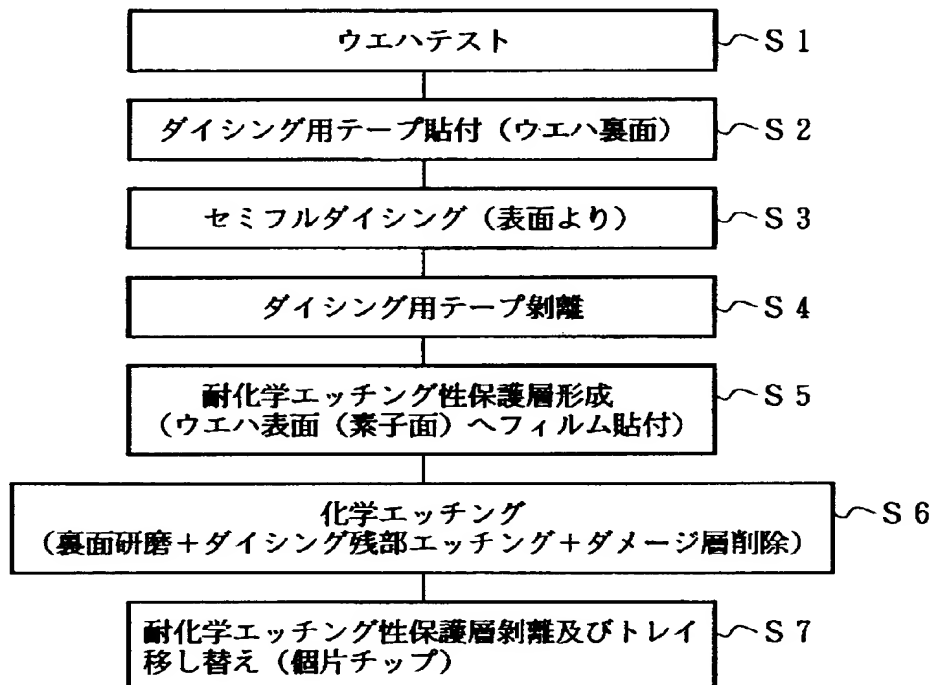 ウエハテスト
S1
ダイシング用テープ貼付（ウエハ裏面）
S2
セミフルダイシング（表面より）
S3
ダイシング用テープ剥離
S4
耐化学エッチング性保護層形成
（ウエハ表面（素子面）へフィルム貼付）
S5
化学エッチング
（裏面研磨＋ダイシング残部エッチング＋ダメージ層削除）
S6
耐化学エッチング性保護層剥離及びトレイ
移し替え（個片チップ）
S7